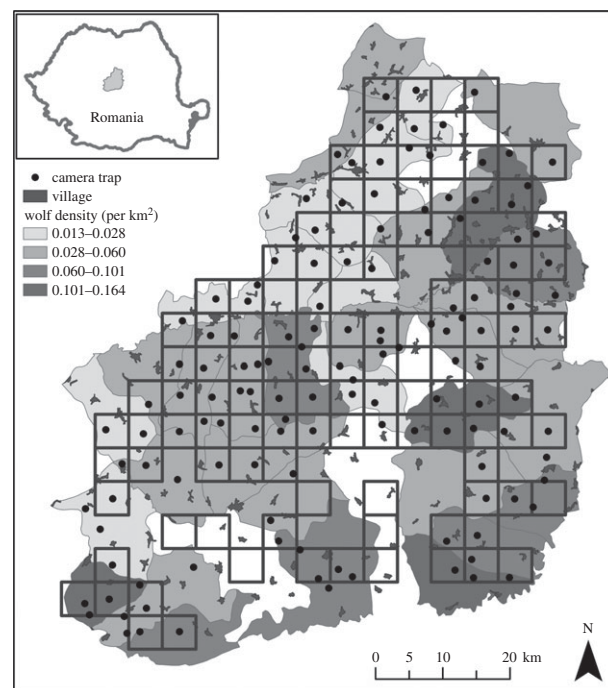 Romania
camera trap
village
wolf density (per km²)
0.013–0.028
0.028–0.060
0.060–0.101
0.101–0.164
N
0 5 10 20 km